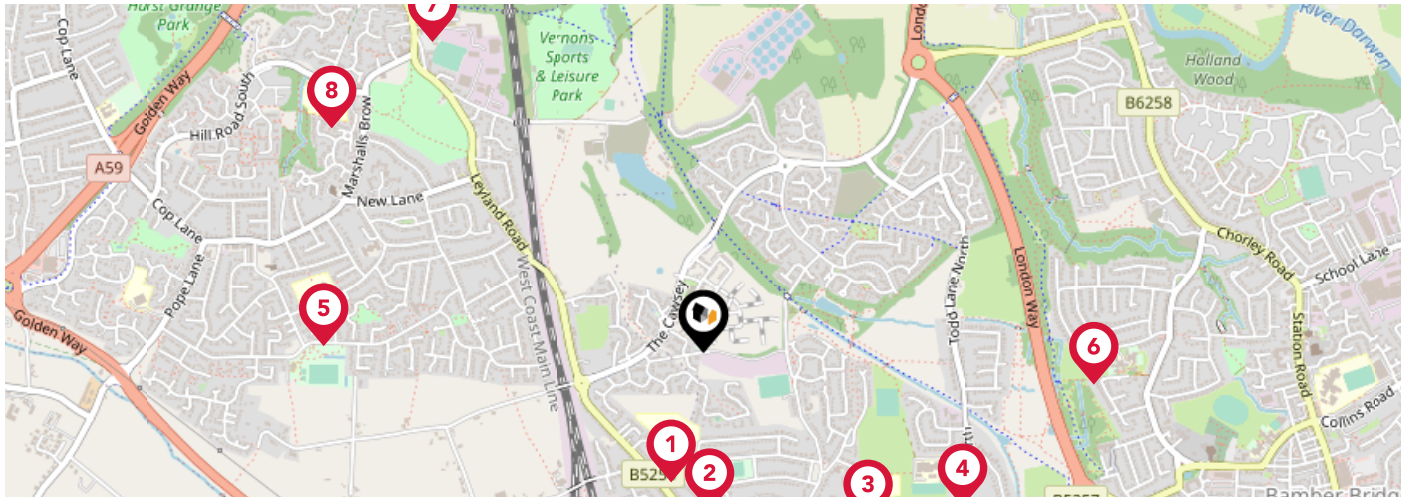 Hurst Grange
Park
Cop Lane
Golden Way
Hill Road South
8
Marshalls Brow
7
Vernons
Sports
& Leisure
Park
River Darwen
Holland
Wood
B6258
A59
New Lane
Cop Lane
Pope Lane
Leyland Road
West Coast Main Line
Chorley Road
School Lane
London Way
Todd Lane North
The Cawsey
5
Golden Way
6
Station Road
Collins Road
1
2
3
4